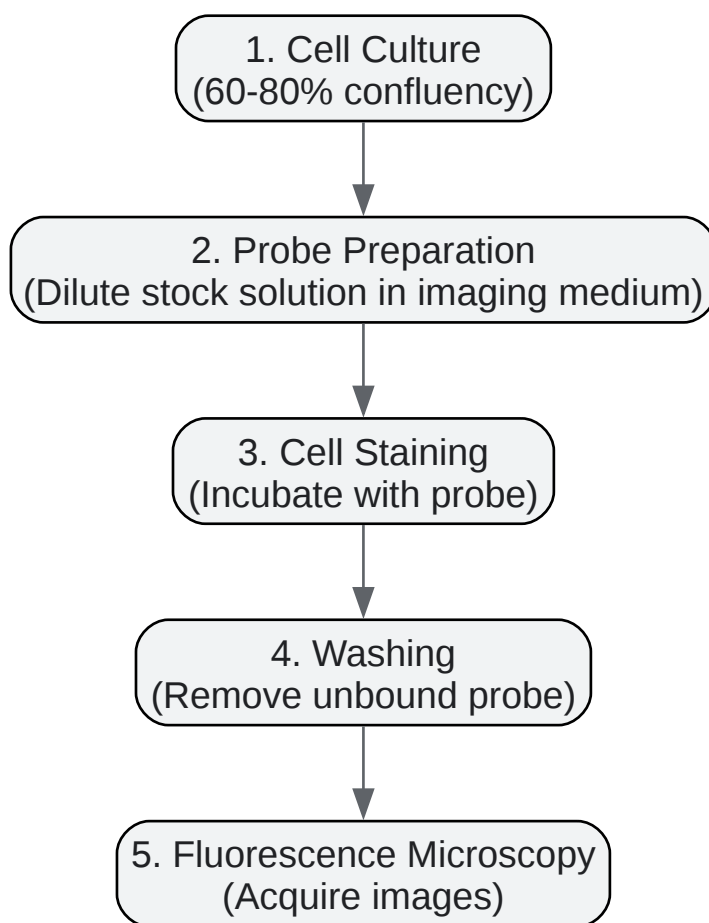 1. Cell Culture
(60-80% confluency)
2. Probe Preparation
(Dilute stock solution in imaging medium)
3. Cell Staining
(Incubate with probe)
4. Washing
(Remove unbound probe)
5. Fluorescence Microscopy
(Acquire images)